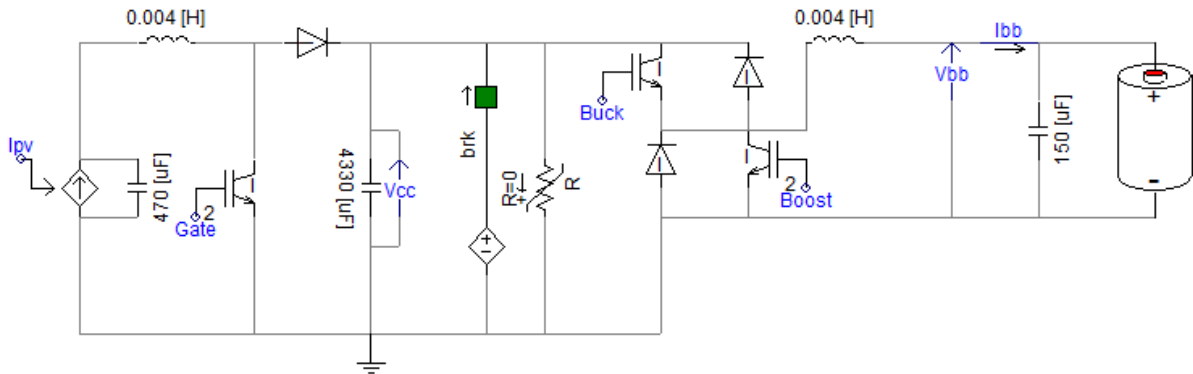 0.004 [H]
0.004 [H]
Ibb
Vbb
Buck
Ipv
470 [uF]
2
Gate
4330 [uF]
Vcc
brk
+
-
R=0
+
R
I
I
I
I
I
2
Boost
150 [uF]
+
-